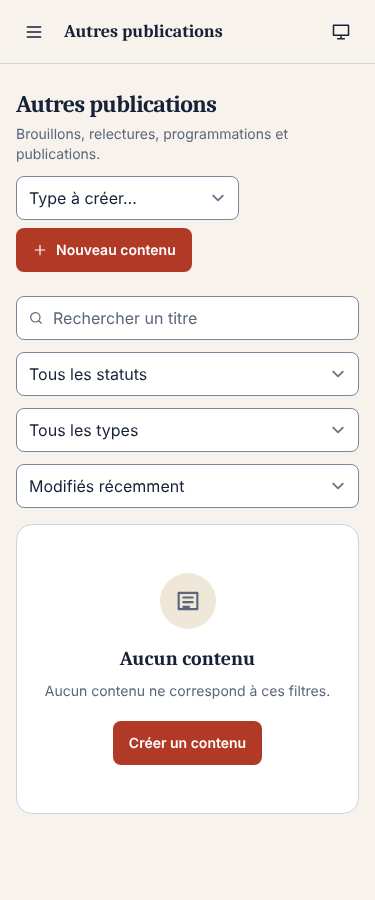 Autres publications
Autres publications
Brouillons, relectures, programmations et
publications.
Type à créer...
Nouveau contenu
Rechercher un titre
Tous les statuts
Tous les types
Modifiés récemment
Aucun contenu
Aucun contenu ne correspond à ces filtres.
Créer un contenu